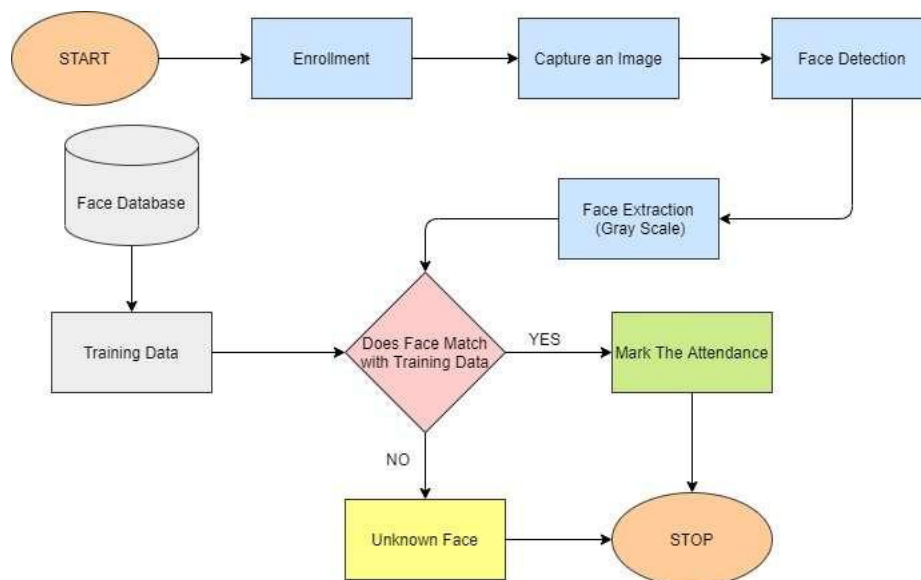 START
Enrollment
Capture an Image
Face Detection
Face Database
Face Extraction
(Gray Scale)
Training Data
Does Face Match
with Training Data
YES
Mark The Attendance
NO
Unknown Face
STOP